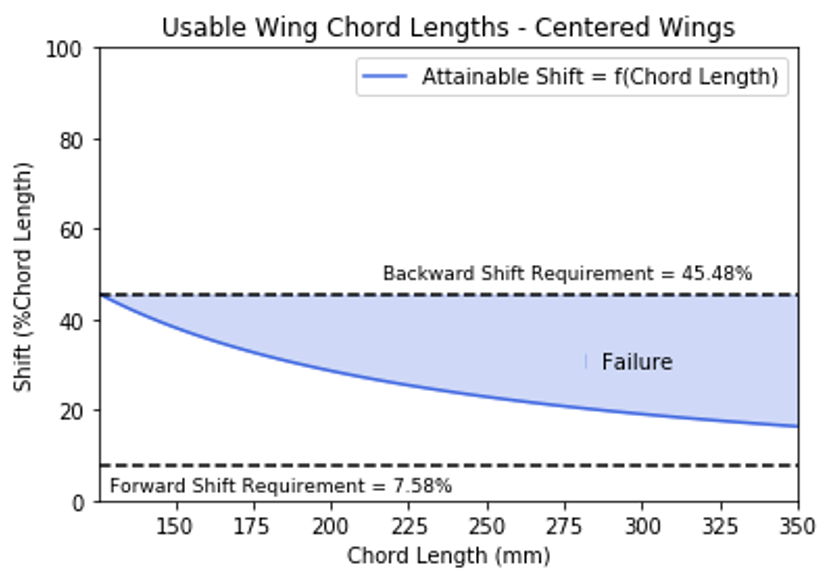 Usable Wing Chord Lengths - Centered Wings
100
Attainable Shift = f(Chord Length)
80
60
Backward Shift Requirement = 45.48%
40
Failure
20
Forward Shift Requirement = 7.58%
0
Shift (%Chord Length)
150 175 200 225 250 275 300 325 350
Chord Length (mm)